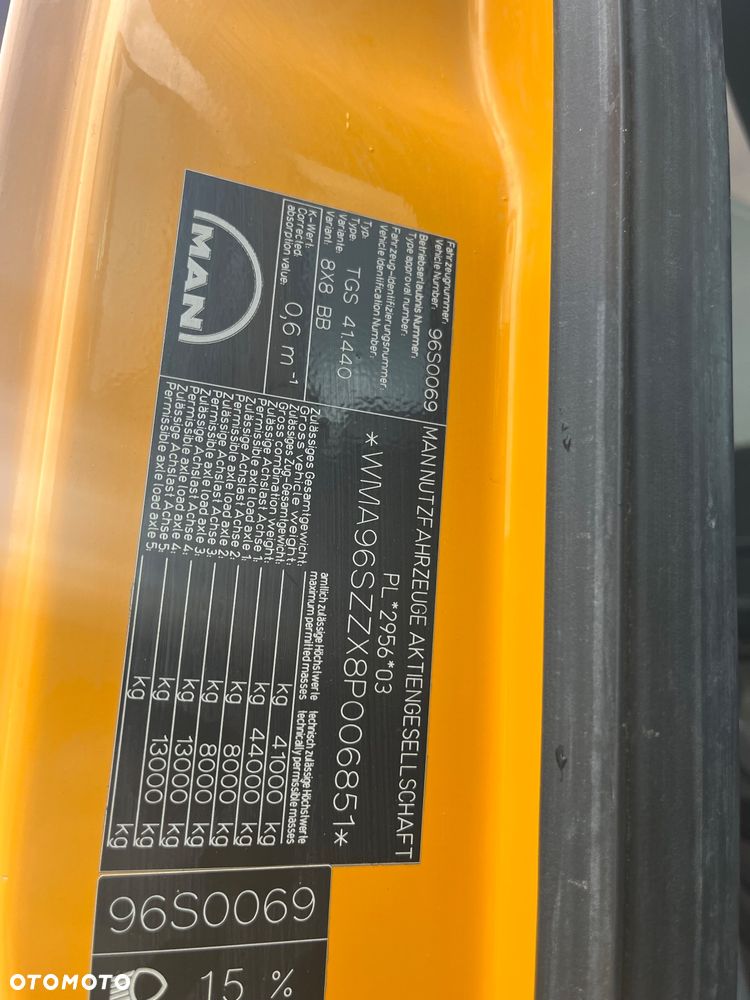 Fahrzeugnummer:
Vehicle Number: 96S0069 MAN NUTZFAHRZEUGE AKTIENGESELLSCHAFT
Betriebserlaubnis Nummer:
Type approval number: PL*2956*03
Fahrzeug-Identifizierungsnummer:
Vehicle Identification Number: *WMA96SZZX8P006851*
Typ:
Type: TGS 41.440
Variante:
Variant: 8X8 BB
K-Wert:
Corrected
absorption value: 0,6 m⁻¹
MAN
amtlich zulässige Höchstwerte technisch zulässige Höchstwerte
maximum permitted masses technically permissible masses
Zulässiges Gesamtgewicht:
Gross vehicle weight: kg 41000 kg
Zulässiges Zug-Gesamtgewicht:
Gross combination weight: kg 44000 kg
Zulässige Achslast Achse 1:
Permissible axle load axle 1: kg 8000 kg
Zulässige Achslast Achse 2:
Permissible axle load axle 2: kg 8000 kg
Zulässige Achslast Achse 3:
Permissible axle load axle 3: kg 13000 kg
Zulässige Achslast Achse 4:
Permissible axle load axle 4: kg 13000 kg
Zulässige Achslast Achse 5:
Permissible axle load axle 5: kg kg
96S0069
15 %
OTOMOTO